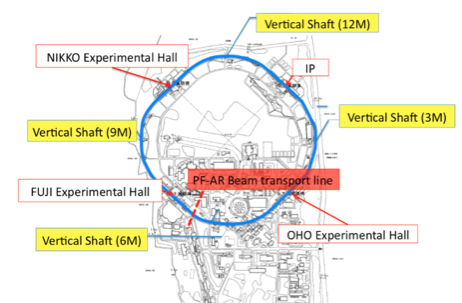 Vertical Shaft (12M)
NIKKO Experimental Hall
IP
Vertical Shaft (3M)
Vertical Shaft (9M)
PF-AR Beam transport line
FUJI Experimental Hall
OHO Experimental Hall
Vertical Shaft (6M)